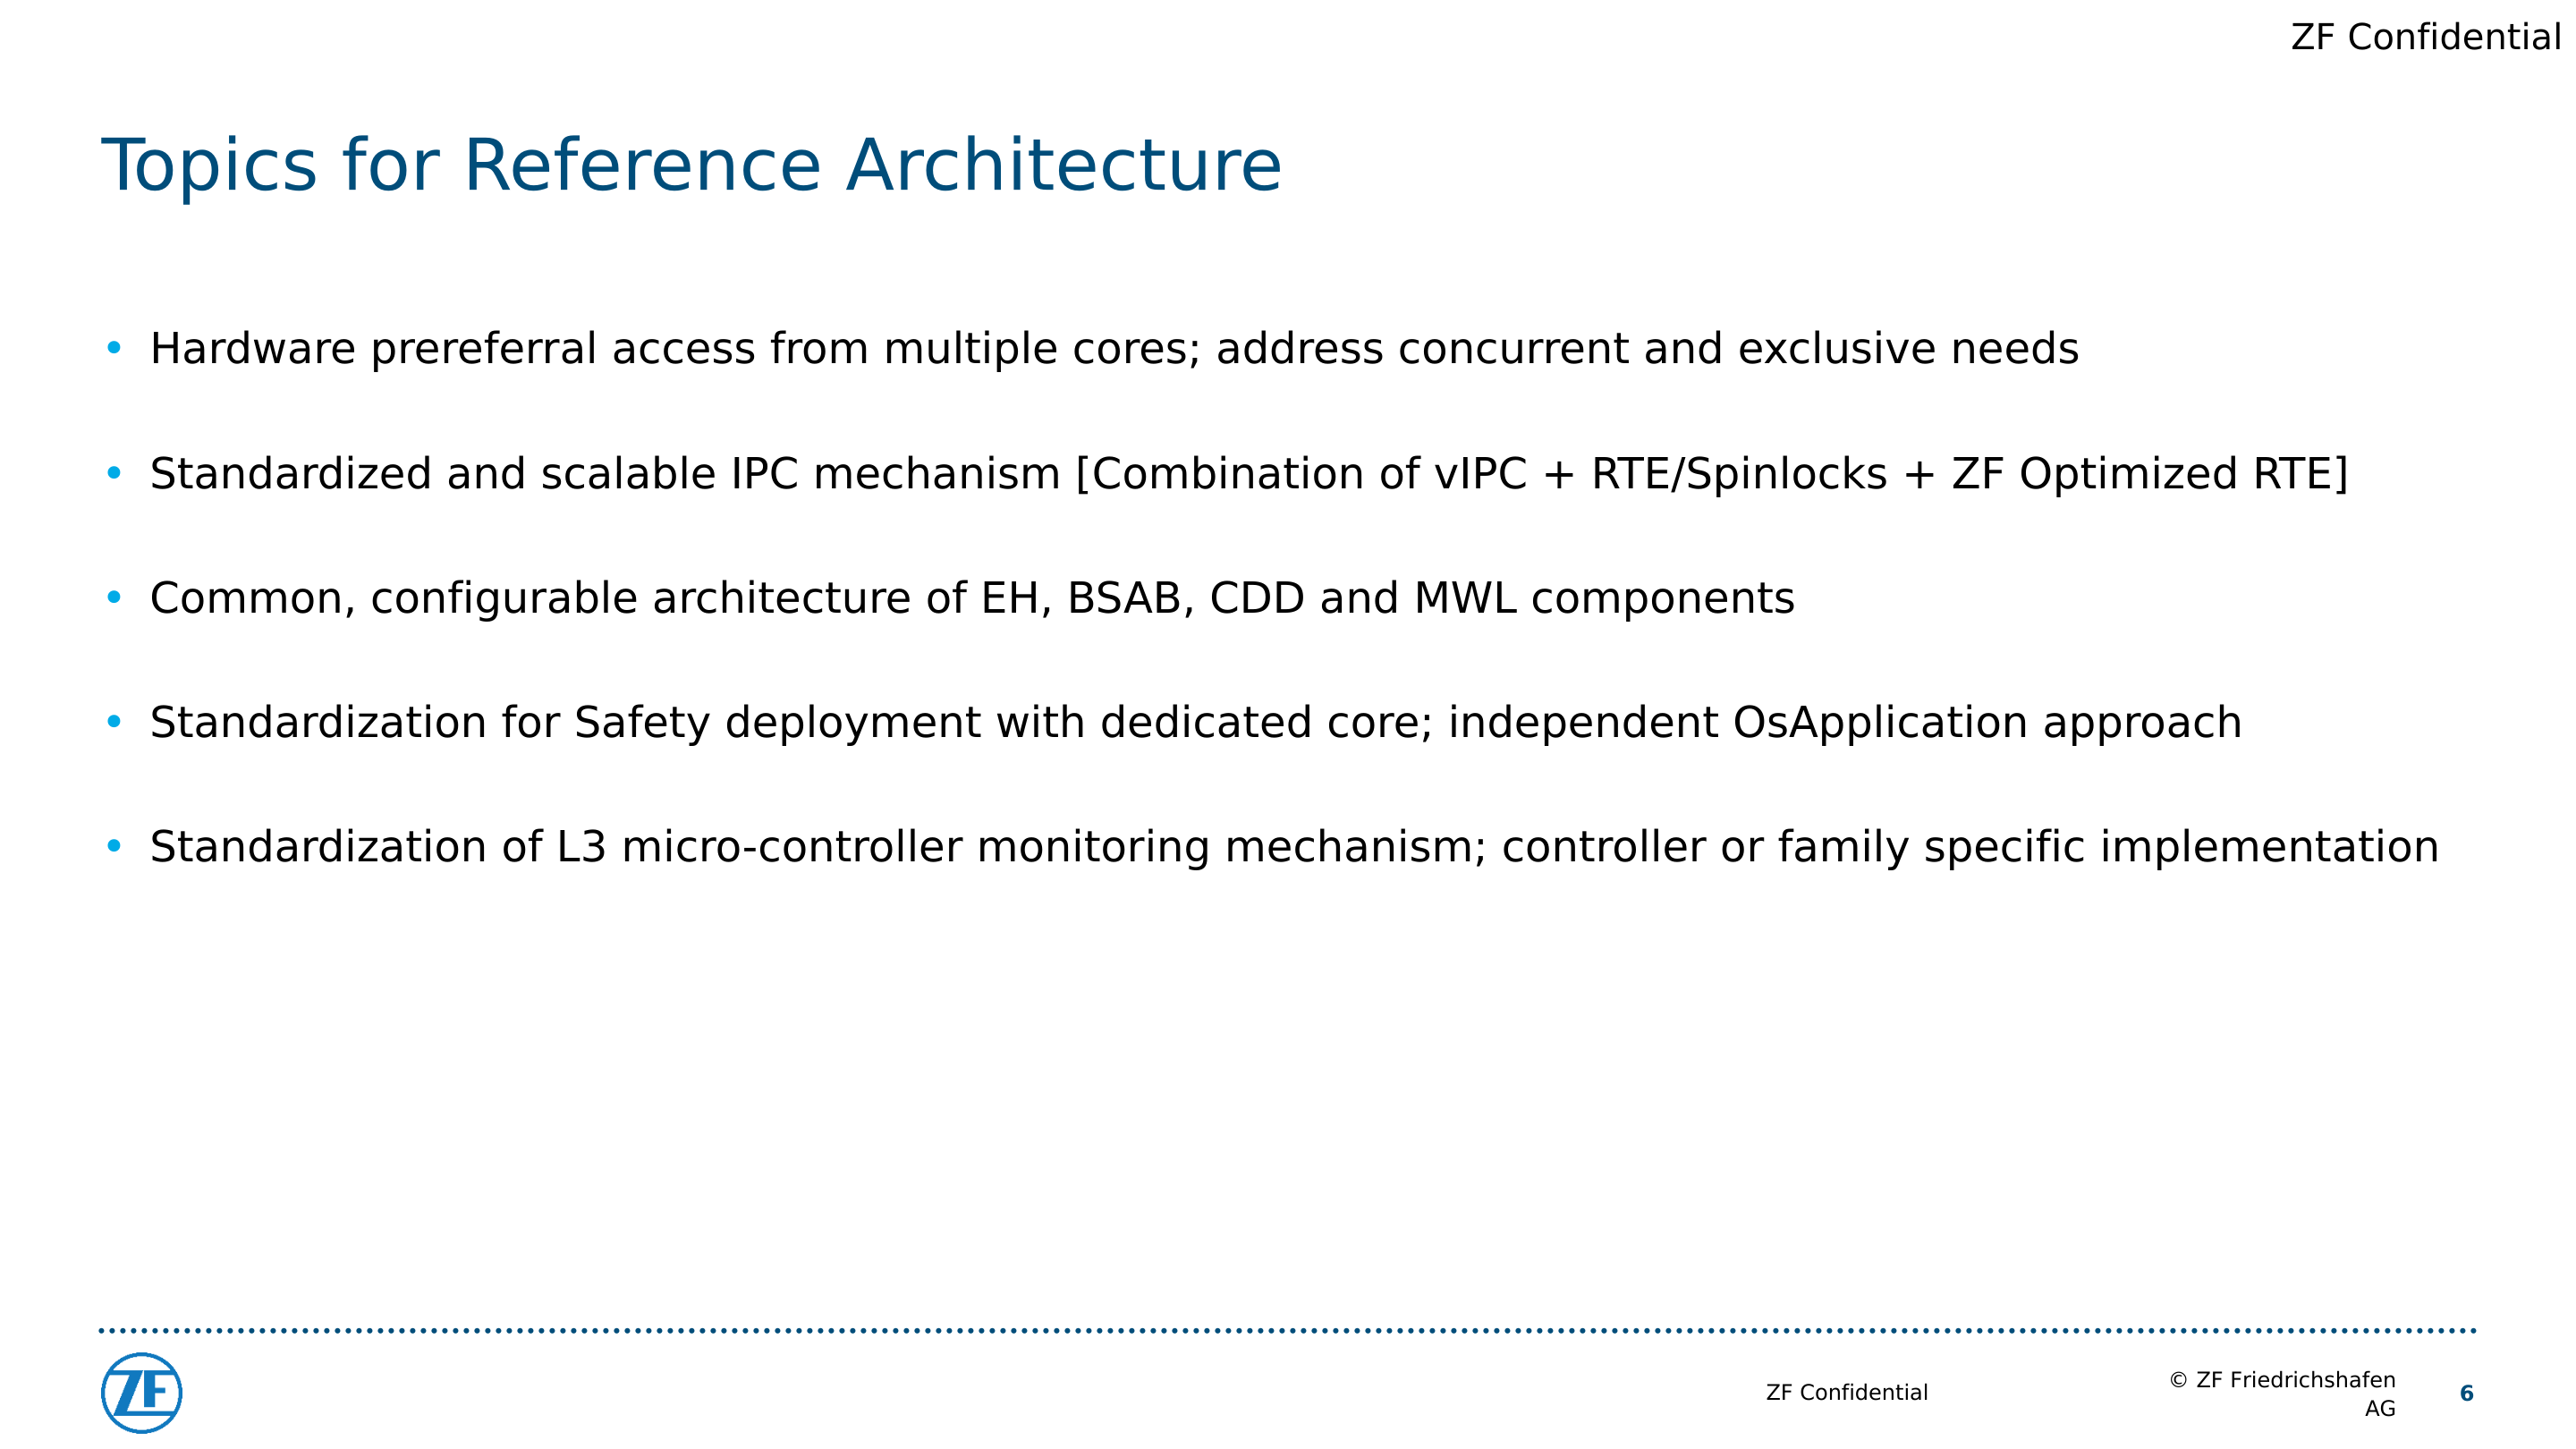 ZF Confidential
Topics for Reference Architecture
• Hardware prereferral access from multiple cores; address concurrent and exclusive needs
• Standardized and scalable IPC mechanism [Combination of vIPC + RTE/Spinlocks + ZF Optimized RTE]
• Common, configurable architecture of EH, BSAB, CDD and MWL components
• Standardization for Safety deployment with dedicated core; independent OsApplication approach
• Standardization of L3 micro-controller monitoring mechanism; controller or family specific implementation
ZF
ZF Confidential
© ZF Friedrichshafen
AG
6